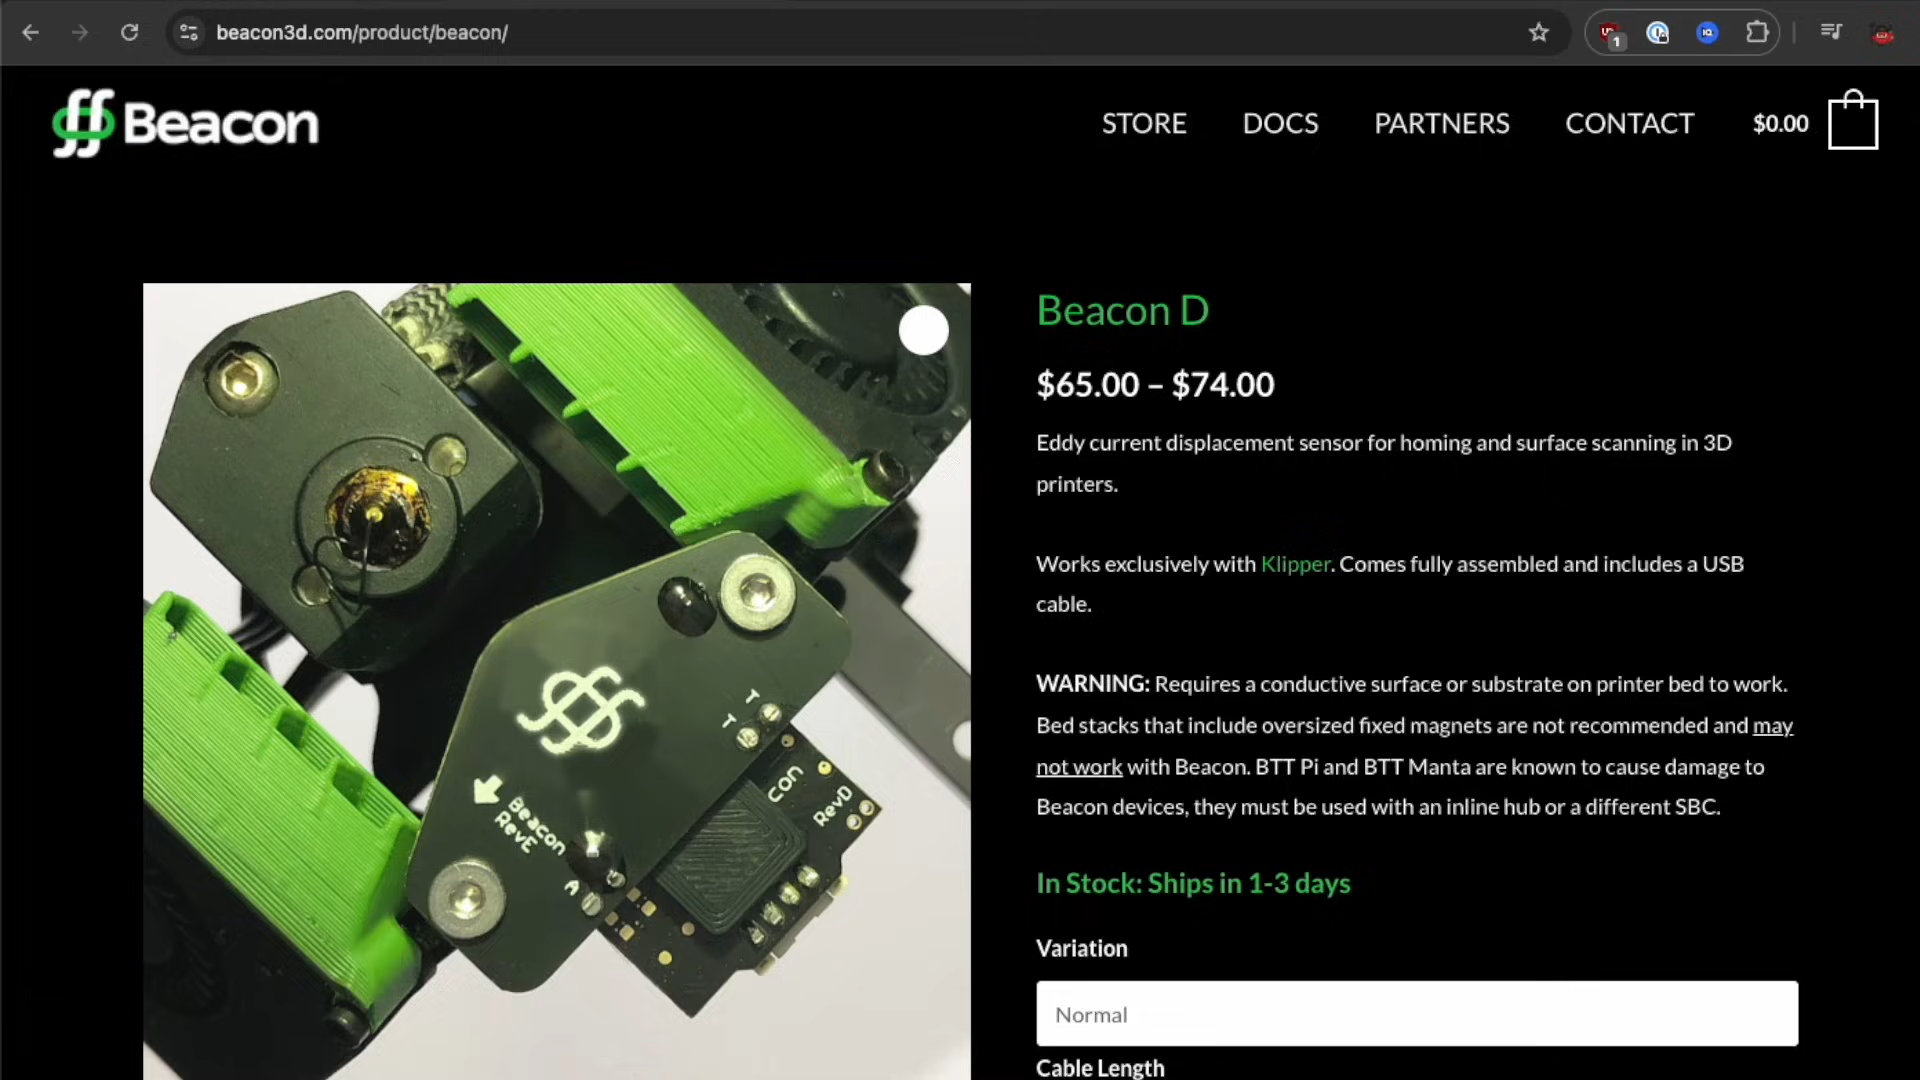 beacon3d.com/product/beacon/
1
IQ
Beacon
STORE
DOCS
PARTNERS
CONTACT
$0.00
Beacon D
$65.00 – $74.00
Eddy current displacement sensor for homing and surface scanning in 3D
printers.
Works exclusively with Klipper. Comes fully assembled and includes a USB
cable.
WARNING: Requires a conductive surface or substrate on printer bed to work.
Bed stacks that include oversized fixed magnets are not recommended and may
not work with Beacon. BTT Pi and BTT Manta are known to cause damage to
Beacon devices, they must be used with an inline hub or a different SBC.
In Stock: Ships in 1-3 days
Variation
Normal
Cable Length
T
T
CON
RevD
Beacon
RevE
A